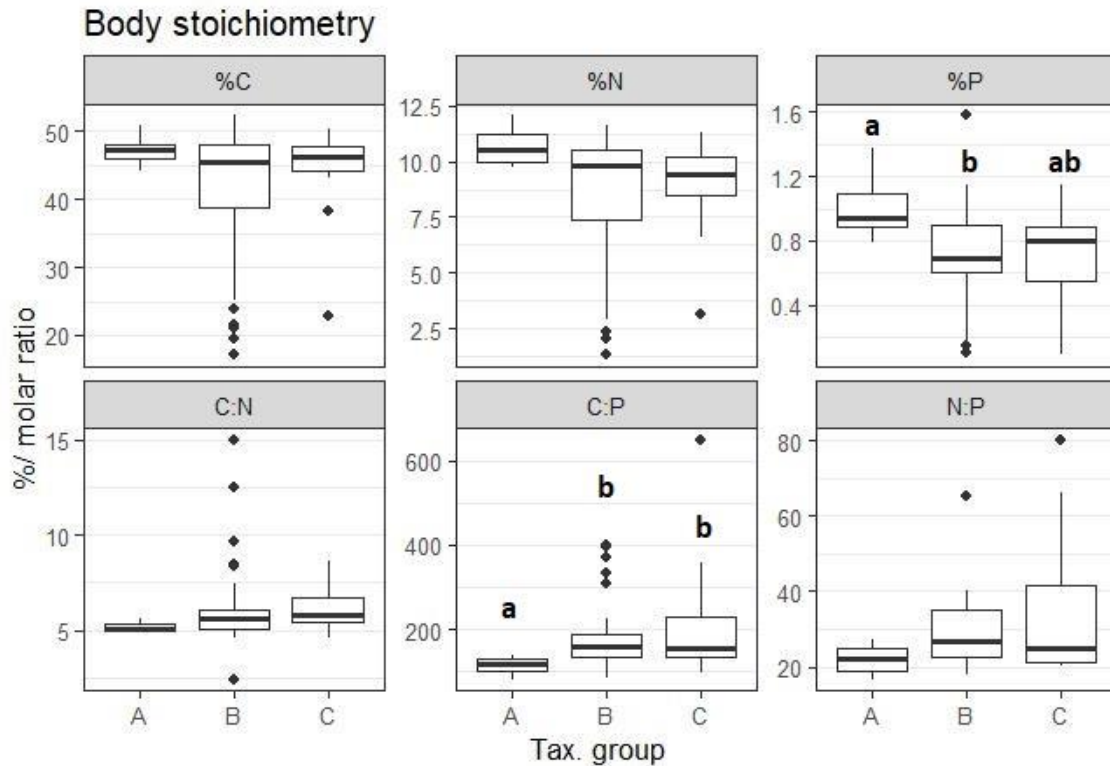 Body stoichiometry
%C
%N
%P
50
40
30
20
12.5
10.0
7.5
5.0
2.5
1.6
1.2
0.8
0.4
a
b
ab
%/ molar ratio
C:N
C:P
N:P
15
10
5
600
400
200
a
b
b
80
60
40
20
A B C
A B C
A B C
Tax. group